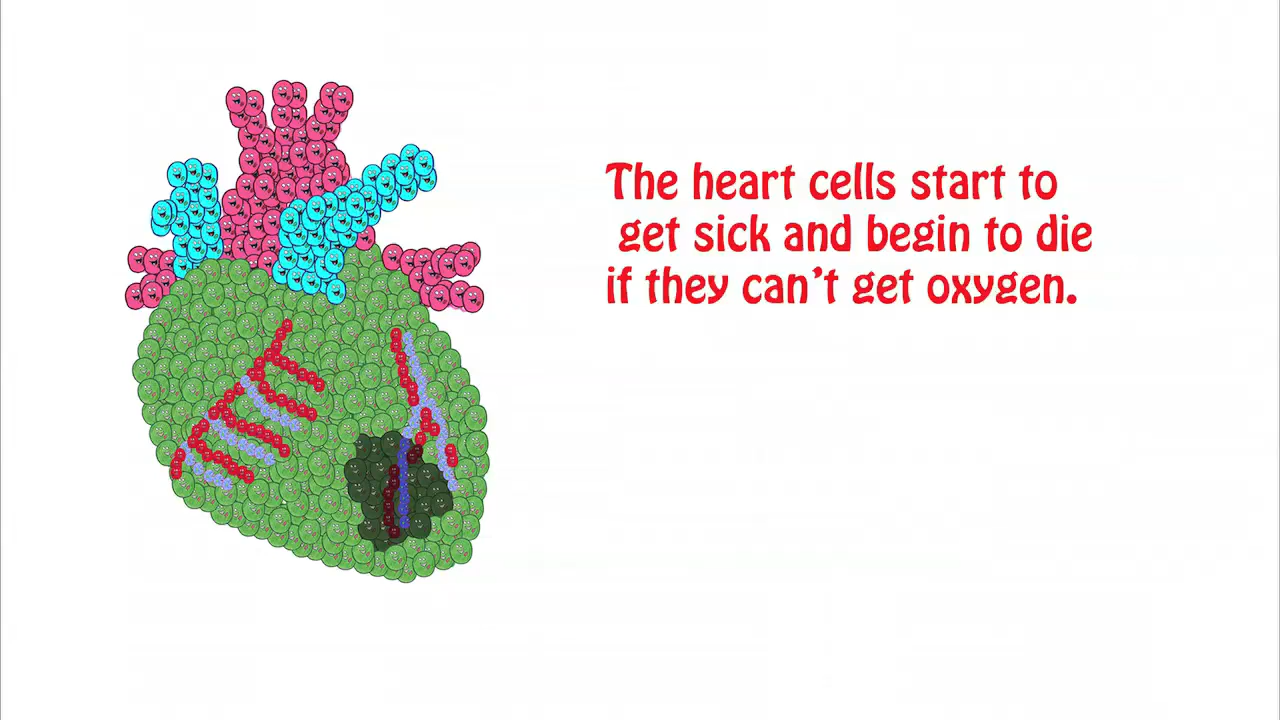 The heart cells start to
get sick and begin to die
if they can't get oxygen.